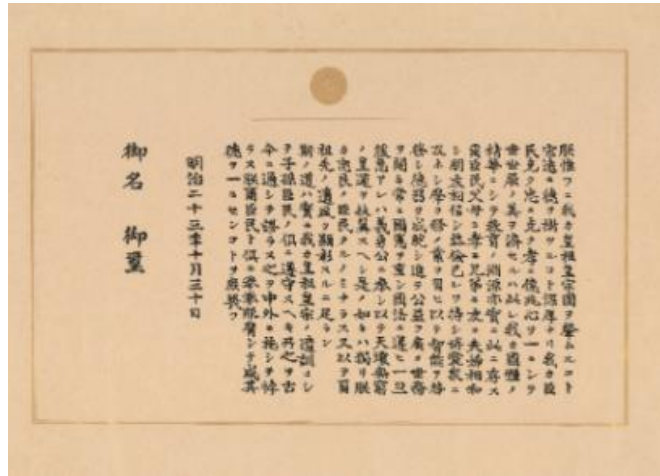 朕惟フニ我カ皇祖皇宗國ヲ肇ムルコト
宏遠ニ德ヲ樹ツルコト深厚ナリ我カ臣
民克ク忠ニ克ク孝ニ億兆心ヲ一ニシテ
世世厥ノ美ヲ濟セルハ此レ我カ國體ノ
精華ニシテ敎育ノ淵源亦實ニ此ニ存ス
爾臣民父母ニ孝ニ兄弟ニ友ニ夫婦相和
シ朋友相信シ恭儉己レヲ持シ博愛衆ニ
及ホシ學ヲ修メ業ヲ習ヒ以テ智能ヲ啓
發シ德器ヲ成就シ進テ公益ヲ廣メ世務
ヲ開キ常ニ國憲ヲ重シ國法ニ遵ヒ一旦
緩急アレハ義勇公ニ奉シ以テ天壤無窮
ノ皇運ヲ扶翼スヘシ是ノ如キハ獨リ朕
カ忠良ノ臣民タルノミナラス又以テ爾
祖先ノ遺風ヲ顯彰スルニ足ラン
斯ノ道ハ實ニ我カ皇祖皇宗ノ遺訓ニシ
テ子孫臣民ノ俱ニ遵守スヘキ所之ヲ古
今ニ通シテ謬ラス之ヲ中外ニ施シテ悖
ラス朕爾臣民ト俱ニ拳拳服膺シテ咸其
德ヲ一ニセンコトヲ庶幾フ
明治二十三年十月三十日
御名 御璽